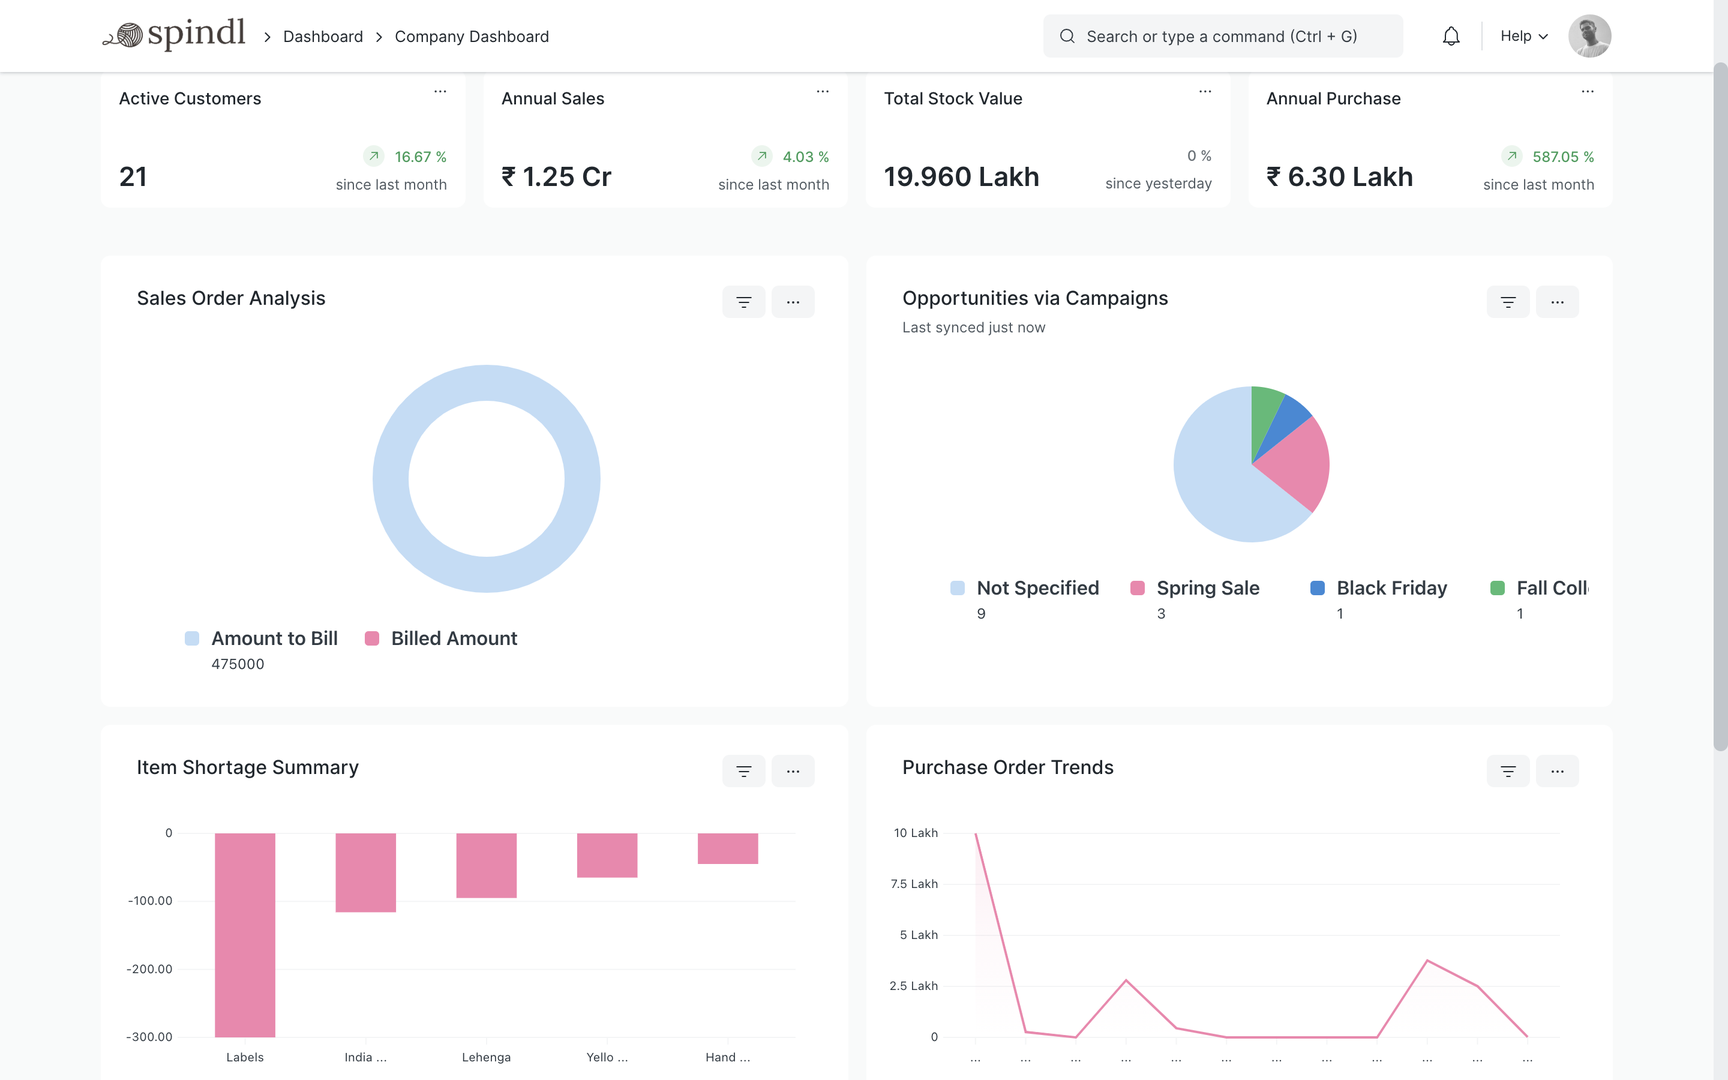 spindl
Dashboard
Company Dashboard
Search or type a command (Ctrl + G)
Help
Active Customers
...
21
16.67 %
since last month
Annual Sales
...
₹ 1.25 Cr
4.03 %
since last month
Total Stock Value
...
19.960 Lakh
0 %
since yesterday
Annual Purchase
...
₹ 6.30 Lakh
587.05 %
since last month
Sales Order Analysis
...
Amount to Bill
475000
Billed Amount
Opportunities via Campaigns
...
Last synced just now
Not Specified
9
Spring Sale
3
Black Friday
1
Fall Coll
1
Item Shortage Summary
...
0
-100.00
-200.00
-300.00
Labels
India ...
Lehenga
Yello ...
Hand ...
Purchase Order Trends
...
10 Lakh
7.5 Lakh
5 Lakh
2.5 Lakh
0
... ... ... ... ... ... ... ... ... ... ... ...